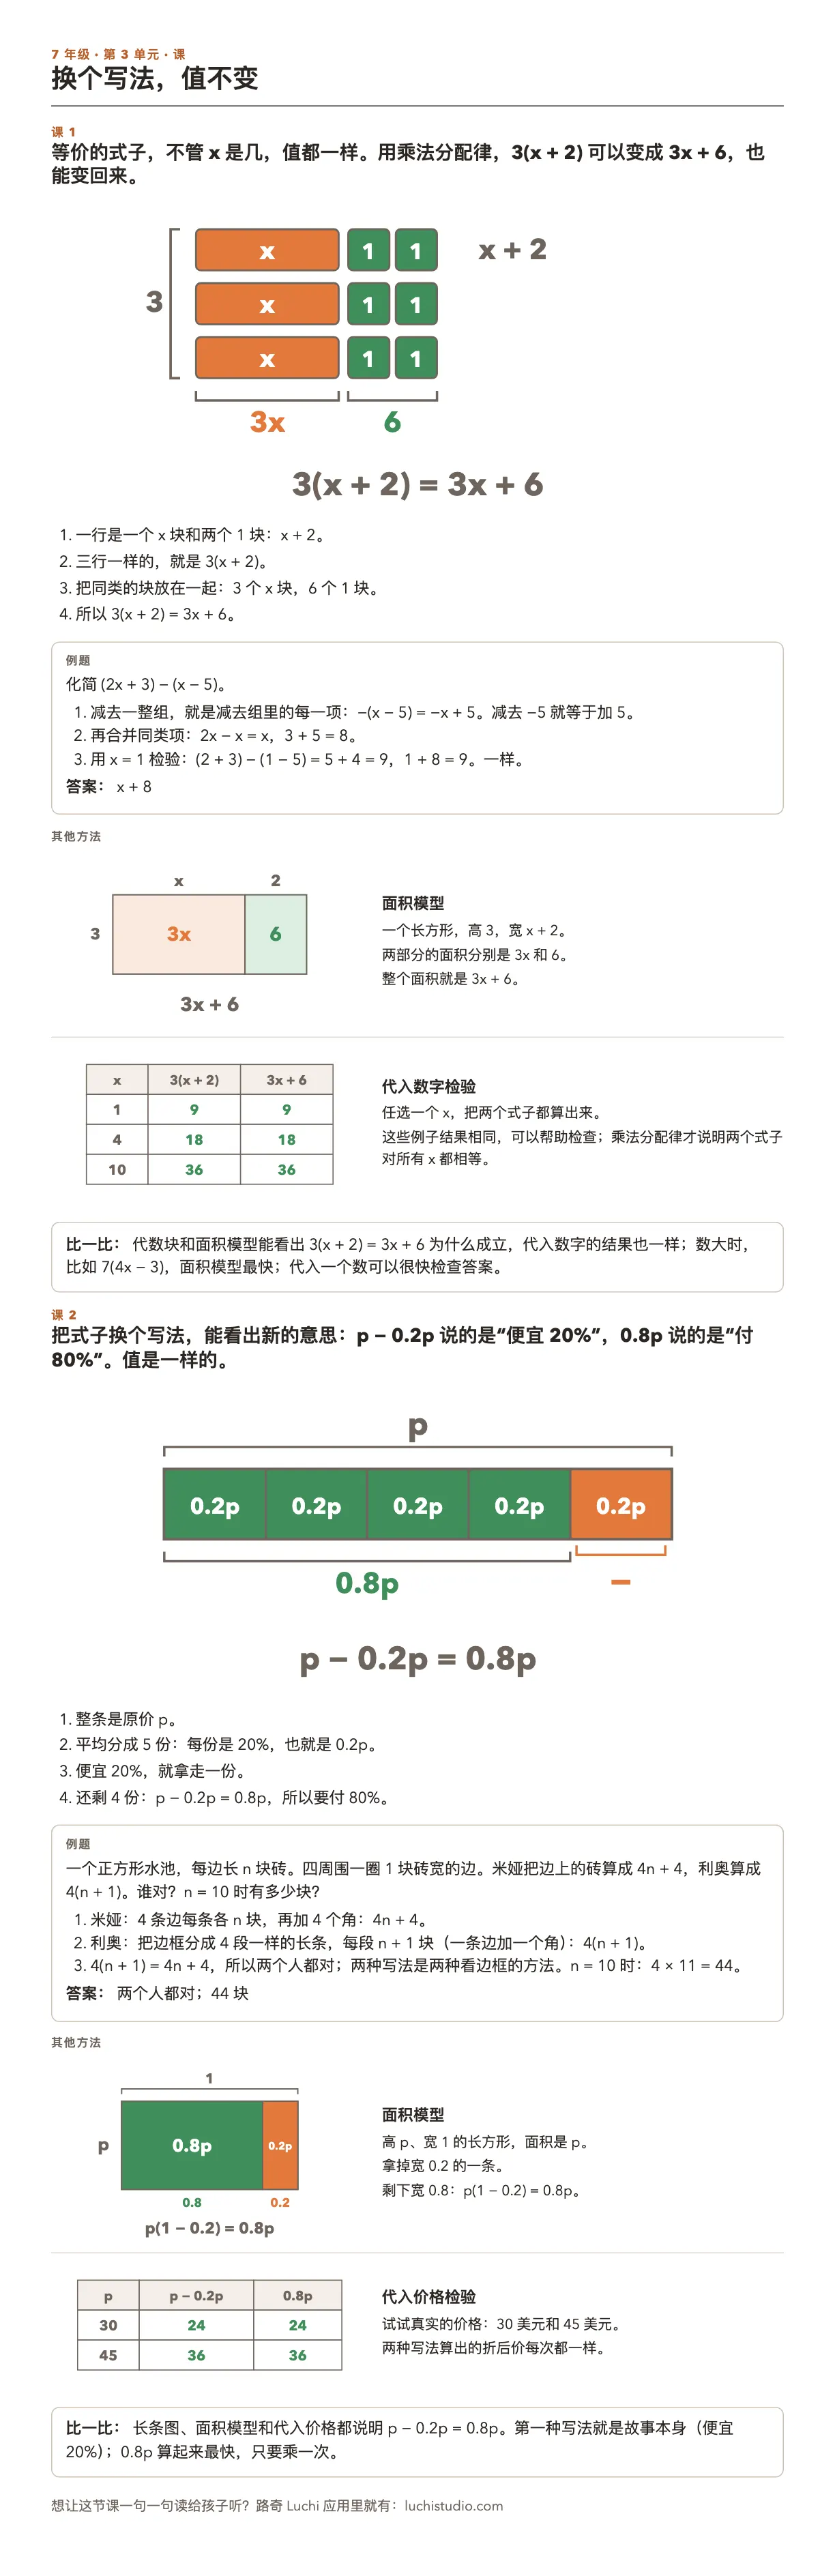 7 年级 · 第 3 单元 · 课
换个写法，值不变
课 1
等价的式子，不管 x 是几，值都一样。用乘法分配律，3(x + 2) 可以变成 3x + 6，也
能变回来。
x 1 1 x + 2
3 x 1 1
x 1 1
3x 6
3(x + 2) = 3x + 6
1. 一行是一个 x 块和两个 1 块：x + 2。
2. 三行一样的，就是 3(x + 2)。
3. 把同类的块放在一起：3 个 x 块，6 个 1 块。
4. 所以 3(x + 2) = 3x + 6。
例题
化简 (2x + 3) − (x − 5)。
1. 减去一整组，就是减去组里的每一项：−(x − 5) = −x + 5。减去 −5 就等于加 5。
2. 再合并同类项：2x − x = x，3 + 5 = 8。
3. 用 x = 1 检验：(2 + 3) − (1 − 5) = 5 + 4 = 9，1 + 8 = 9。一样。
答案： x + 8
其他方法
x 2
3 3x 6
3x + 6
面积模型
一个长方形，高 3，宽 x + 2。
两部分的面积分别是 3x 和 6。
整个面积就是 3x + 6。
x 3(x + 2) 3x + 6
1 9 9
4 18 18
10 36 36
代入数字检验
任选一个 x，把两个式子都算出来。
这些例子结果相同，可以帮助检查；乘法分配律才说明两个式子
对所有 x 都相等。
比一比： 代数块和面积模型能看出 3(x + 2) = 3x + 6 为什么成立，代入数字的结果也一样；数大时，
比如 7(4x − 3)，面积模型最快；代入一个数可以很快检查答案。
课 2
把式子换个写法，能看出新的意思：p − 0.2p 说的是“便宜 20%”，0.8p 说的是“付
80%”。值是一样的。
p
0.2p 0.2p 0.2p 0.2p 0.2p
0.8p −
p − 0.2p = 0.8p
1. 整条是原价 p。
2. 平均分成 5 份：每份是 20%，也就是 0.2p。
3. 便宜 20%，就拿走一份。
4. 还剩 4 份：p − 0.2p = 0.8p，所以要付 80%。
例题
一个正方形水池，每边长 n 块砖。四周围一圈 1 块砖宽的边。米娅把边上的砖算成 4n + 4，利奥算成
4(n + 1)。谁对？n = 10 时有多少块？
1. 米娅：4 条边每条各 n 块，再加 4 个角：4n + 4。
2. 利奥：把边框分成 4 段一样的长条，每段 n + 1 块（一条边加一个角）：4(n + 1)。
3. 4(n + 1) = 4n + 4，所以两个人都对；两种写法是两种看边框的方法。n = 10 时：4 × 11 = 44。
答案： 两个人都对；44 块
其他方法
1
p 0.8p 0.2p
0.8 0.2
p(1 − 0.2) = 0.8p
面积模型
高 p、宽 1 的长方形，面积是 p。
拿掉宽 0.2 的一条。
剩下宽 0.8：p(1 − 0.2) = 0.8p。
p p − 0.2p 0.8p
30 24 24
45 36 36
代入价格检验
试试真实的价格：30 美元和 45 美元。
两种写法算出的折后价每次都一样。
比一比： 长条图、面积模型和代入价格都说明 p − 0.2p = 0.8p。第一种写法就是故事本身（便宜
20%）；0.8p 算起来最快，只要乘一次。
想让这节课一句一句读给孩子听？路奇 Luchi 应用里就有：luchistudio.com